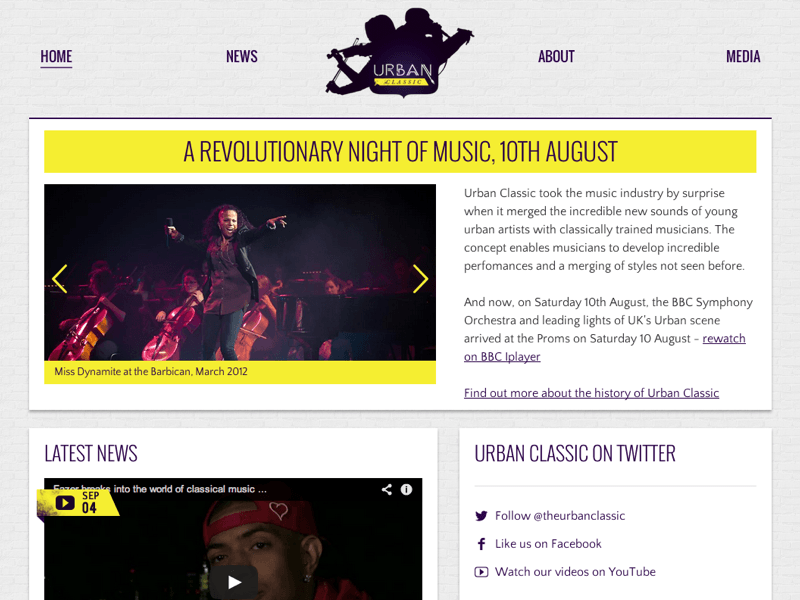 HOME
NEWS
URBAN
CLASSIC
ABOUT
MEDIA
A REVOLUTIONARY NIGHT OF MUSIC, 10TH AUGUST
Urban Classic took the music industry by surprise
when it merged the incredible new sounds of young
urban artists with classically trained musicians. The
concept enables musicians to develop incredible
perfomances and a merging of styles not seen before.
And now, on Saturday 10th August, the BBC Symphony
Orchestra and leading lights of UK's Urban scene
arrived at the Proms on Saturday 10 August - rewatch
on BBC Iplayer
Find out more about the history of Urban Classic
Miss Dynamite at the Barbican, March 2012
LATEST NEWS
Fazer breaks into the world of classical music ...
SEP
04
URBAN CLASSIC ON TWITTER
Follow @theurbanclassic
Like us on Facebook
Watch our videos on YouTube